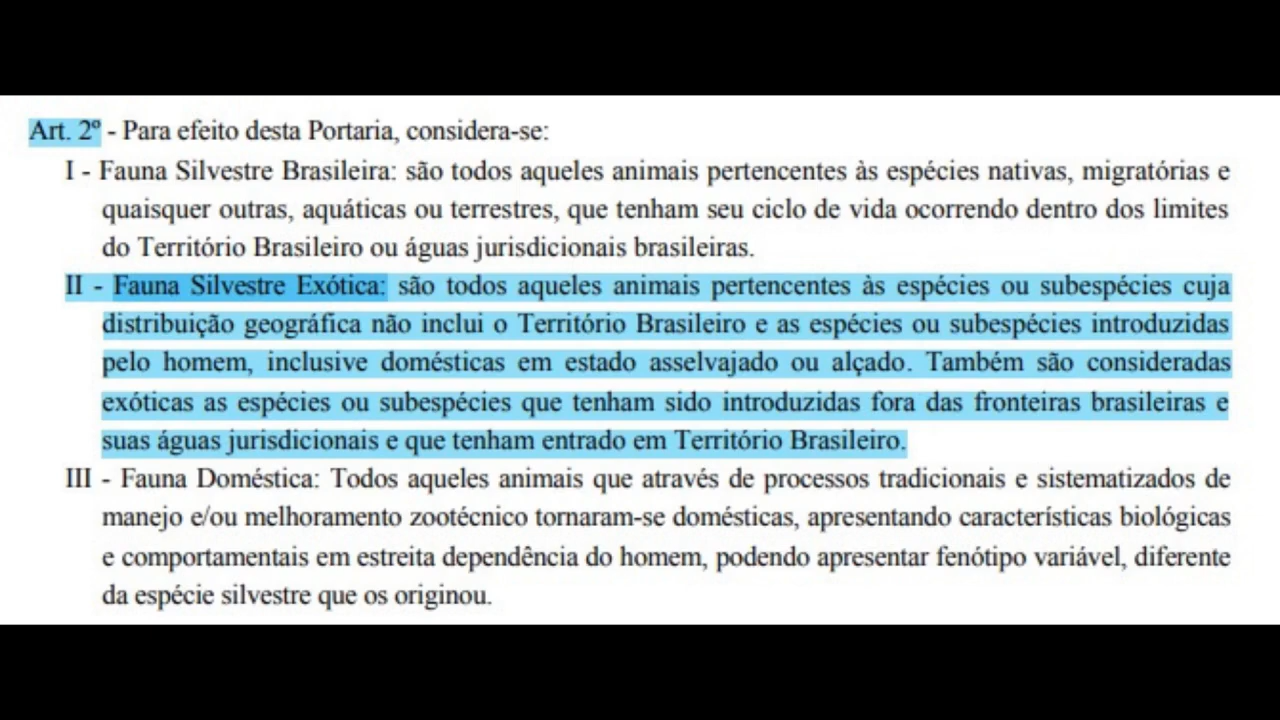 Art. 2º - Para efeito desta Portaria, considera-se:
I - Fauna Silvestre Brasileira: são todos aqueles animais pertencentes às espécies nativas, migratórias e
quaisquer outras, aquáticas ou terrestres, que tenham seu ciclo de vida ocorrendo dentro dos limites
do Território Brasileiro ou águas jurisdicionais brasileiras.
II - Fauna Silvestre Exótica: são todos aqueles animais pertencentes às espécies ou subespécies cuja
distribuição geográfica não inclui o Território Brasileiro e as espécies ou subespécies introduzidas
pelo homem, inclusive domésticas em estado asselvajado ou alçado. Também são consideradas
exóticas as espécies ou subespécies que tenham sido introduzidas fora das fronteiras brasileiras e
suas águas jurisdicionais e que tenham entrado em Território Brasileiro.
III - Fauna Doméstica: Todos aqueles animais que através de processos tradicionais e sistematizados de
manejo e/ou melhoramento zootécnico tornaram-se domésticas, apresentando características biológicas
e comportamentais em estreita dependência do homem, podendo apresentar fenótipo variável, diferente
da espécie silvestre que os originou.